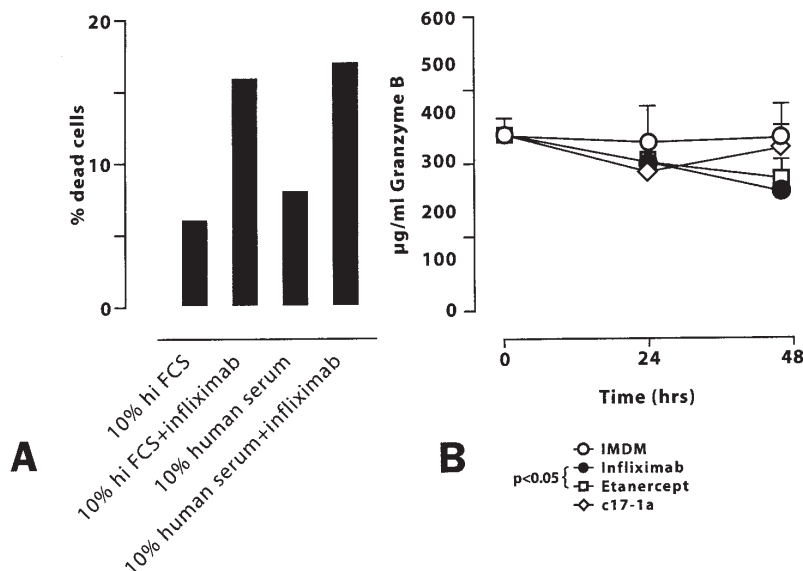 20
10
0
% dead cells
10% hi FCS
10% hi FCS+infliximab
10% human serum
10% human serum+infliximab
A
600
500
400
300
200
100
0
µg/ml Granzyme B
0 24 48
Time (hrs)
B
IMDM
Infliximab
p<0.05 {
Etanercept
c17-1a